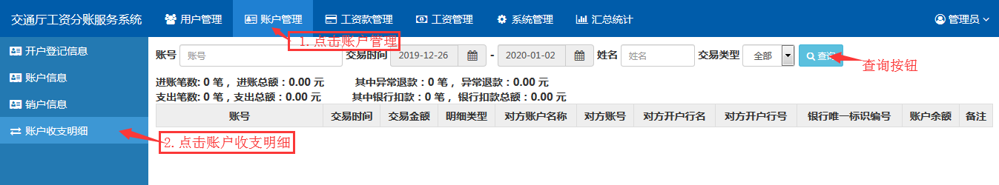 交通厅工资分账服务系统 用户管理 账户管理 工资款管理 工资管理 系统管理 汇总统计 管理员
1.点击账户管理
开户登记信息
账户信息
销户信息
账户收支明细
账号 账号 交易时间 2019-12-26 - 2020-01-02 姓名 姓名 交易类型 全部 查询
查询按钮
进账笔数: 0 笔， 进账总额：0.00 元 其中异常退款：0 笔， 异常退款：0.00 元
支出笔数: 0 笔，支出总额：0.00 元 其中银行扣款：0 笔， 银行扣款总额：0.00 元
账号 交易时间 交易金额 明细类型 对方账户名称 对方账号 对方开户行名 对方开户行号 银行唯一标识编号 账户余额 备注
2.点击账户收支明细